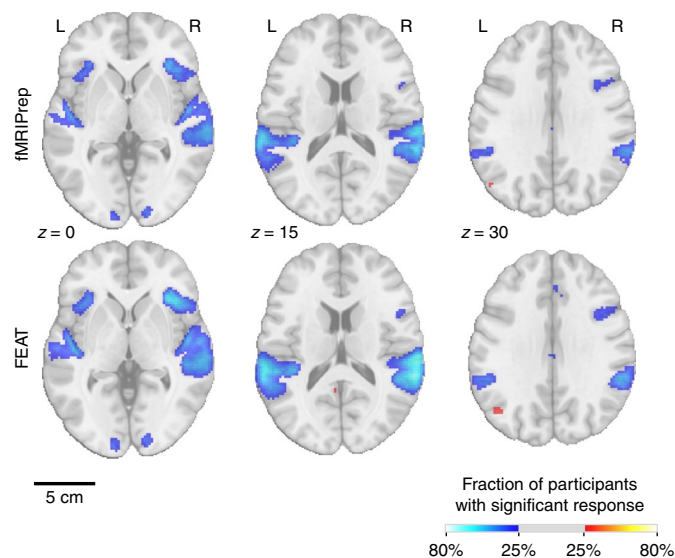 L R L R L R
fMRIPrep
z = 0 z = 15 z = 30
FEAT
5 cm
Fraction of participants
with significant response
80% 25% 25% 80%